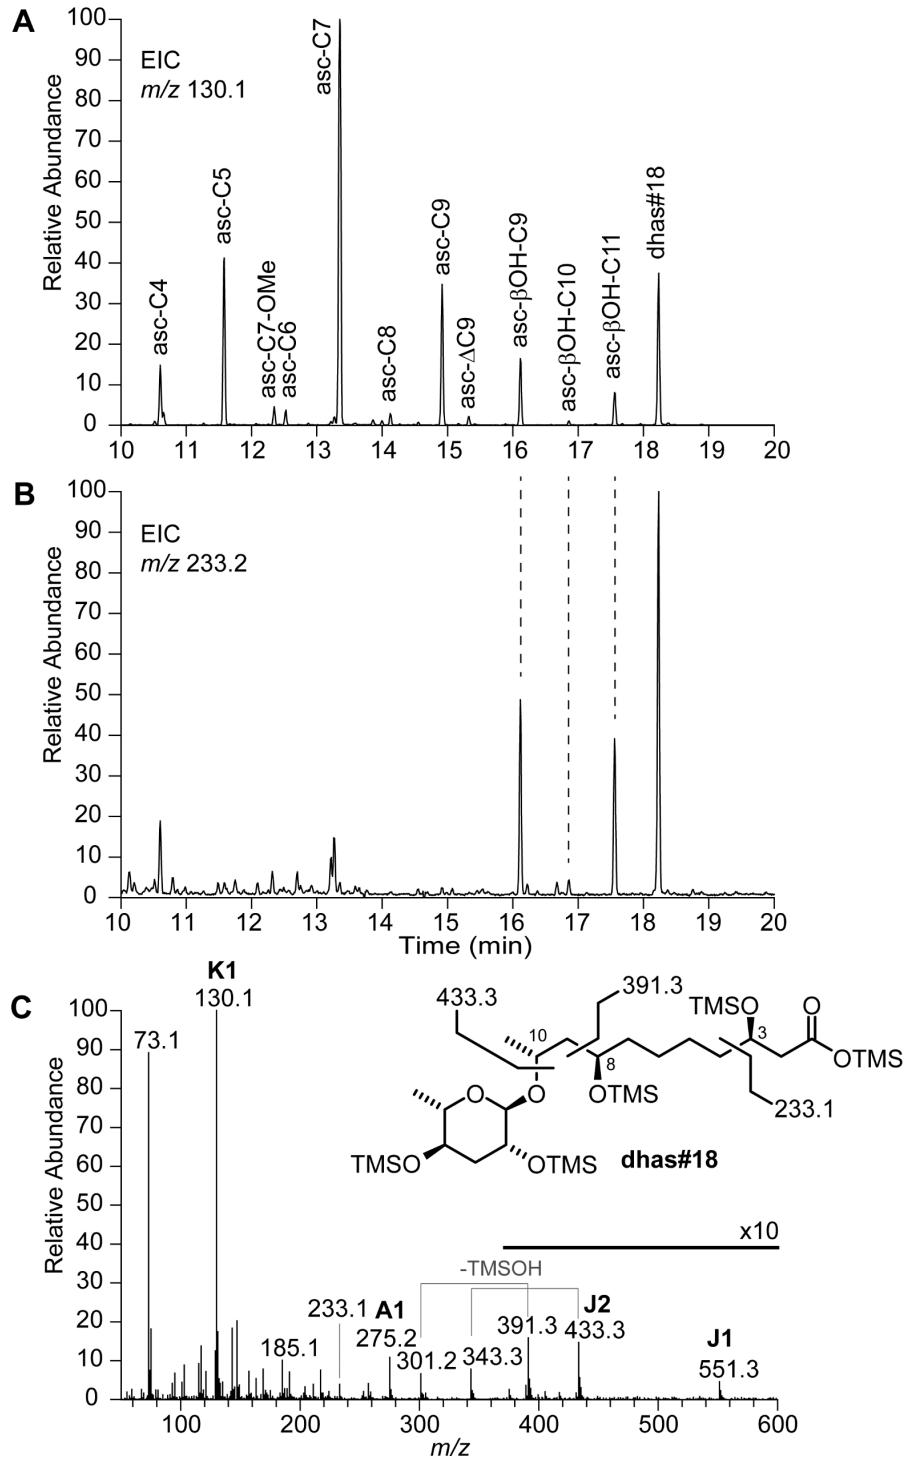 A
EIC
m/z 130.1
Relative Abundance
100
90
80
70
60
50
40
30
20
10
0
asc-C4
asc-C5
asc-C7-OMe
asc-C6
asc-C7
asc-C8
asc-C9
asc-ΔC9
asc-βOH-C9
asc-βOH-C10
asc-βOH-C11
dhas#18
10 11 12 13 14 15 16 17 18 19 20
B
EIC
m/z 233.2
Relative Abundance
100
90
80
70
60
50
40
30
20
10
0
10 11 12 13 14 15 16 17 18 19 20
Time (min)
C
Relative Abundance
100
90
80
70
60
50
40
30
20
10
0
K1
130.1
73.1
433.3
391.3
TMSO
O
10
3
8
OTMS
O
O
OTMS
233.1
TMSO
OTMS
dhas#18
x10
-TMSOH
185.1
233.1
A1
275.2
301.2
343.3
391.3
J2
433.3
J1
551.3
100 200 300 400 500 600
m/z